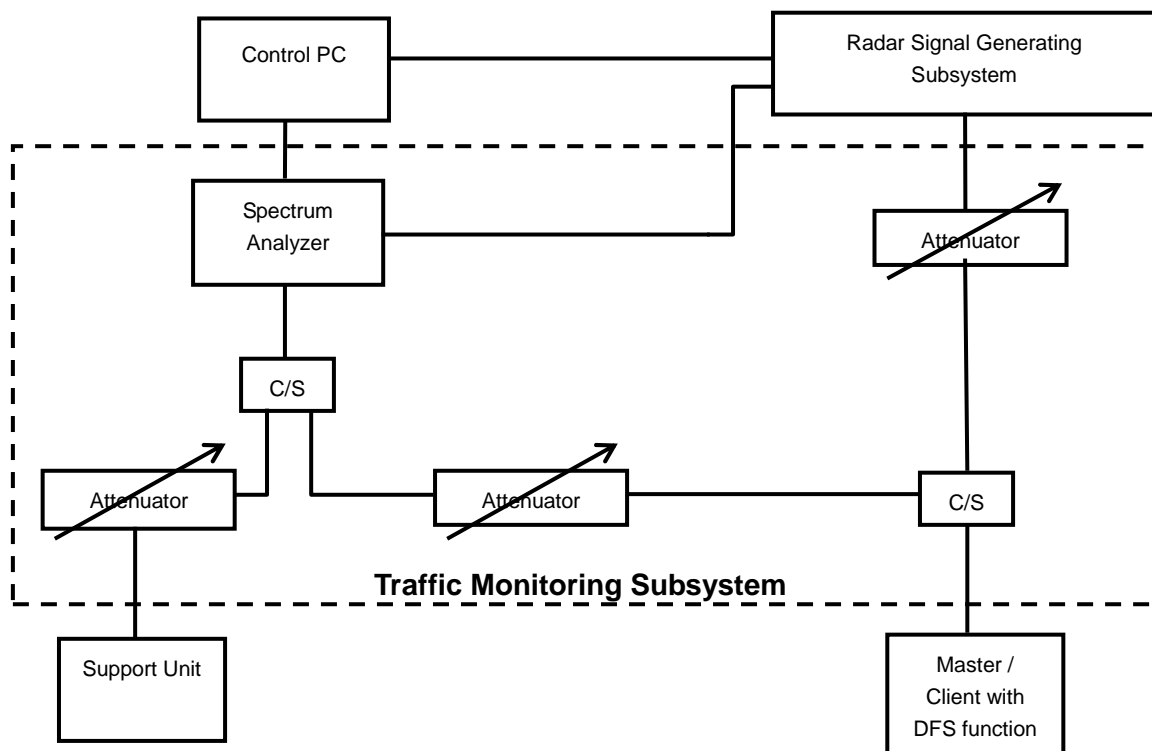 Control PC
Radar Signal Generating
Subsystem
Spectrum
Analyzer
Attenuator
C/S
Attenuator
Attenuator
C/S
Traffic Monitoring Subsystem
Support Unit
Master /
Client with
DFS function